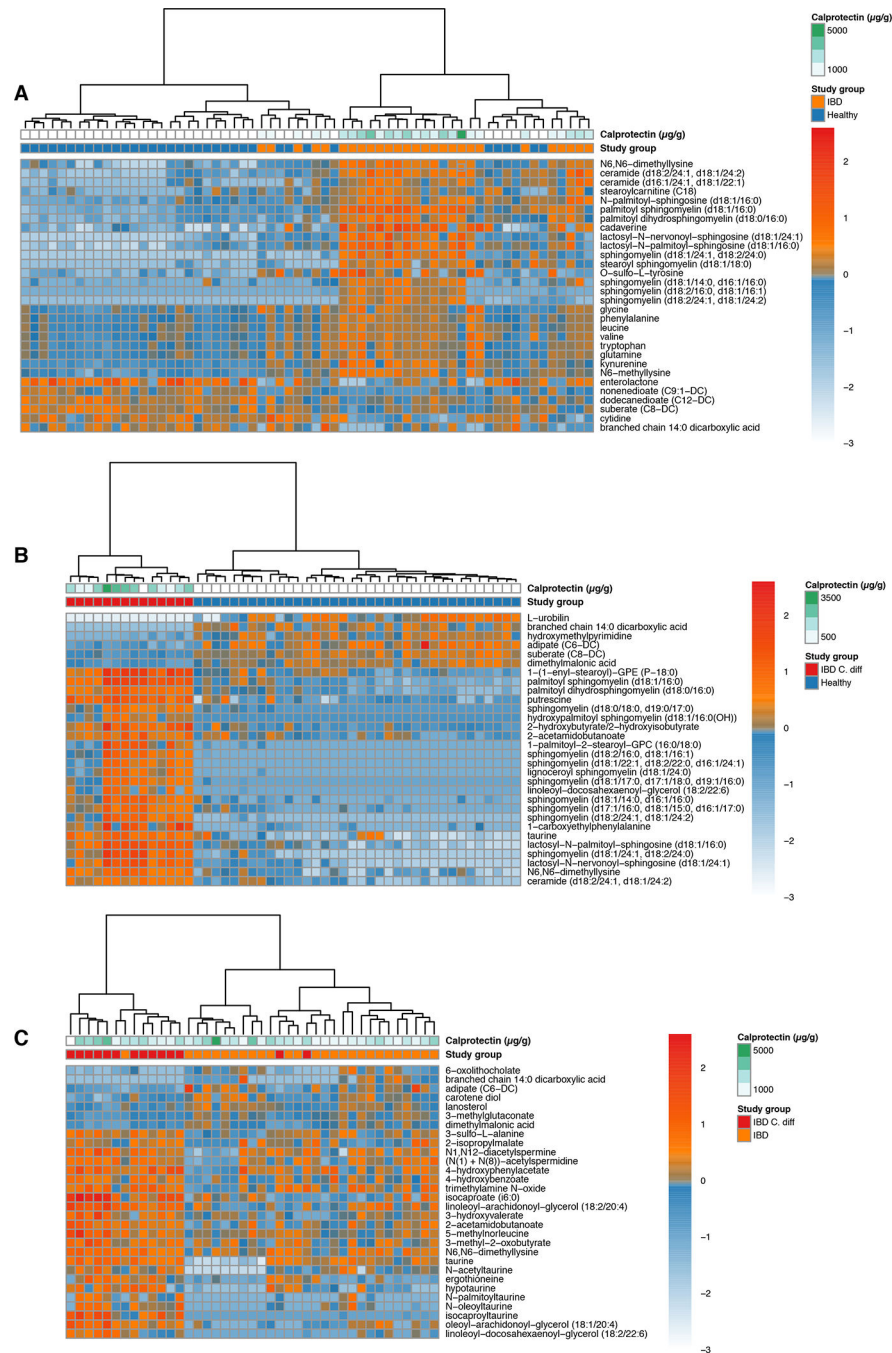 A
Calprotectin (µg/g)
5000
1000
Study group
IBD
Healthy
2
1
0
−1
−2
−3
Calprotectin (µg/g)
Study group
N6,N6−dimethyllysine
ceramide (d18:2/24:1, d18:1/24:2)
ceramide (d16:1/24:1, d18:1/22:1)
stearoylcarnitine (C18)
N−palmitoyl−sphingosine (d18:1/16:0)
palmitoyl sphingomyelin (d18:1/16:0)
palmitoyl dihydrosphingomyelin (d18:0/16:0)
cadaverine
lactosyl−N−nervonoyl−sphingosine (d18:1/24:1)
lactosyl−N−palmitoyl−sphingosine (d18:1/16:0)
sphingomyelin (d18:1/24:1, d18:2/24:0)
stearoyl sphingomyelin (d18:1/18:0)
O−sulfo−L−tyrosine
sphingomyelin (d18:1/14:0, d16:1/16:0)
sphingomyelin (d18:2/16:0, d18:1/16:1)
sphingomyelin (d18:2/24:1, d18:1/24:2)
glycine
phenylalanine
leucine
valine
tryptophan
glutamine
kynurenine
N6−methyllysine
enterolactone
nonenedioate (C9:1−DC)
dodecanedioate (C12−DC)
suberate (C8−DC)
cytidine
branched chain 14:0 dicarboxylic acid
B
Calprotectin (µg/g)
Study group
L−urobilin
branched chain 14:0 dicarboxylic acid
hydroxymethylpyrimidine
adipate (C6−DC)
suberate (C8−DC)
dimethylmalonic acid
1−(1−enyl−stearoyl)−GPE (P−18:0)
palmitoyl sphingomyelin (d18:1/16:0)
palmitoyl dihydrosphingomyelin (d18:0/16:0)
putrescine
sphingomyelin (d18:0/18:0, d19:0/17:0)
hydroxypalmitoyl sphingomyelin (d18:1/16:0(OH))
2−hydroxybutyrate/2−hydroxyisobutyrate
2−acetamidobutanoate
1−palmitoyl−2−stearoyl−GPC (16:0/18:0)
sphingomyelin (d18:2/16:0, d18:1/16:1)
sphingomyelin (d18:1/22:1, d18:2/22:0, d16:1/24:1)
lignoceroyl sphingomyelin (d18:1/24:0)
sphingomyelin (d18:1/17:0, d17:1/18:0, d19:1/16:0)
linoleoyl−docosahexaenoyl−glycerol (18:2/22:6)
sphingomyelin (d18:1/14:0, d16:1/16:0)
sphingomyelin (d17:1/16:0, d18:1/15:0, d16:1/17:0)
sphingomyelin (d18:2/24:1, d18:1/24:2)
1−carboxyethylphenylalanine
taurine
lactosyl−N−palmitoyl−sphingosine (d18:1/16:0)
sphingomyelin (d18:1/24:1, d18:2/24:0)
lactosyl−N−nervonoyl−sphingosine (d18:1/24:1)
N6,N6−dimethyllysine
ceramide (d18:2/24:1, d18:1/24:2)
2
1
0
−1
−2
−3
Calprotectin (µg/g)
3500
500
Study group
IBD C. diff
Healthy
C
Calprotectin (µg/g)
Study group
6−oxolithocholate
branched chain 14:0 dicarboxylic acid
adipate (C6−DC)
carotene diol
lanosterol
3−methylglutaconate
dimethylmalonic acid
3−sulfo−L−alanine
2−isopropylmalate
N1,N12−diacetylspermine
(N(1) + N(8))−acetylspermidine
4−hydroxyphenylacetate
4−hydroxybenzoate
trimethylamine N−oxide
isocaproate (i6:0)
linoleoyl−arachidonoyl−glycerol (18:2/20:4)
3−hydroxyvalerate
2−acetamidobutanoate
5−methylnorleucine
3−methyl−2−oxobutyrate
N6,N6−dimethyllysine
taurine
N−acetyltaurine
ergothioneine
hypotaurine
N−palmitoyltaurine
N−oleoyltaurine
isocaproyltaurine
oleoyl−arachidonoyl−glycerol (18:1/20:4)
linoleoyl−docosahexaenoyl−glycerol (18:2/22:6)
2
1
0
−1
−2
−3
Calprotectin (µg/g)
5000
1000
Study group
IBD C. diff
IBD